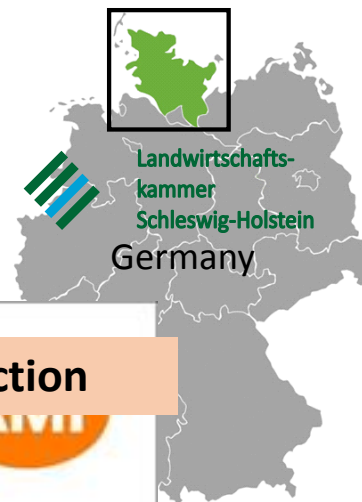 Landwirtschafts-
kammer
Schleswig-Holstein
Germany
ction